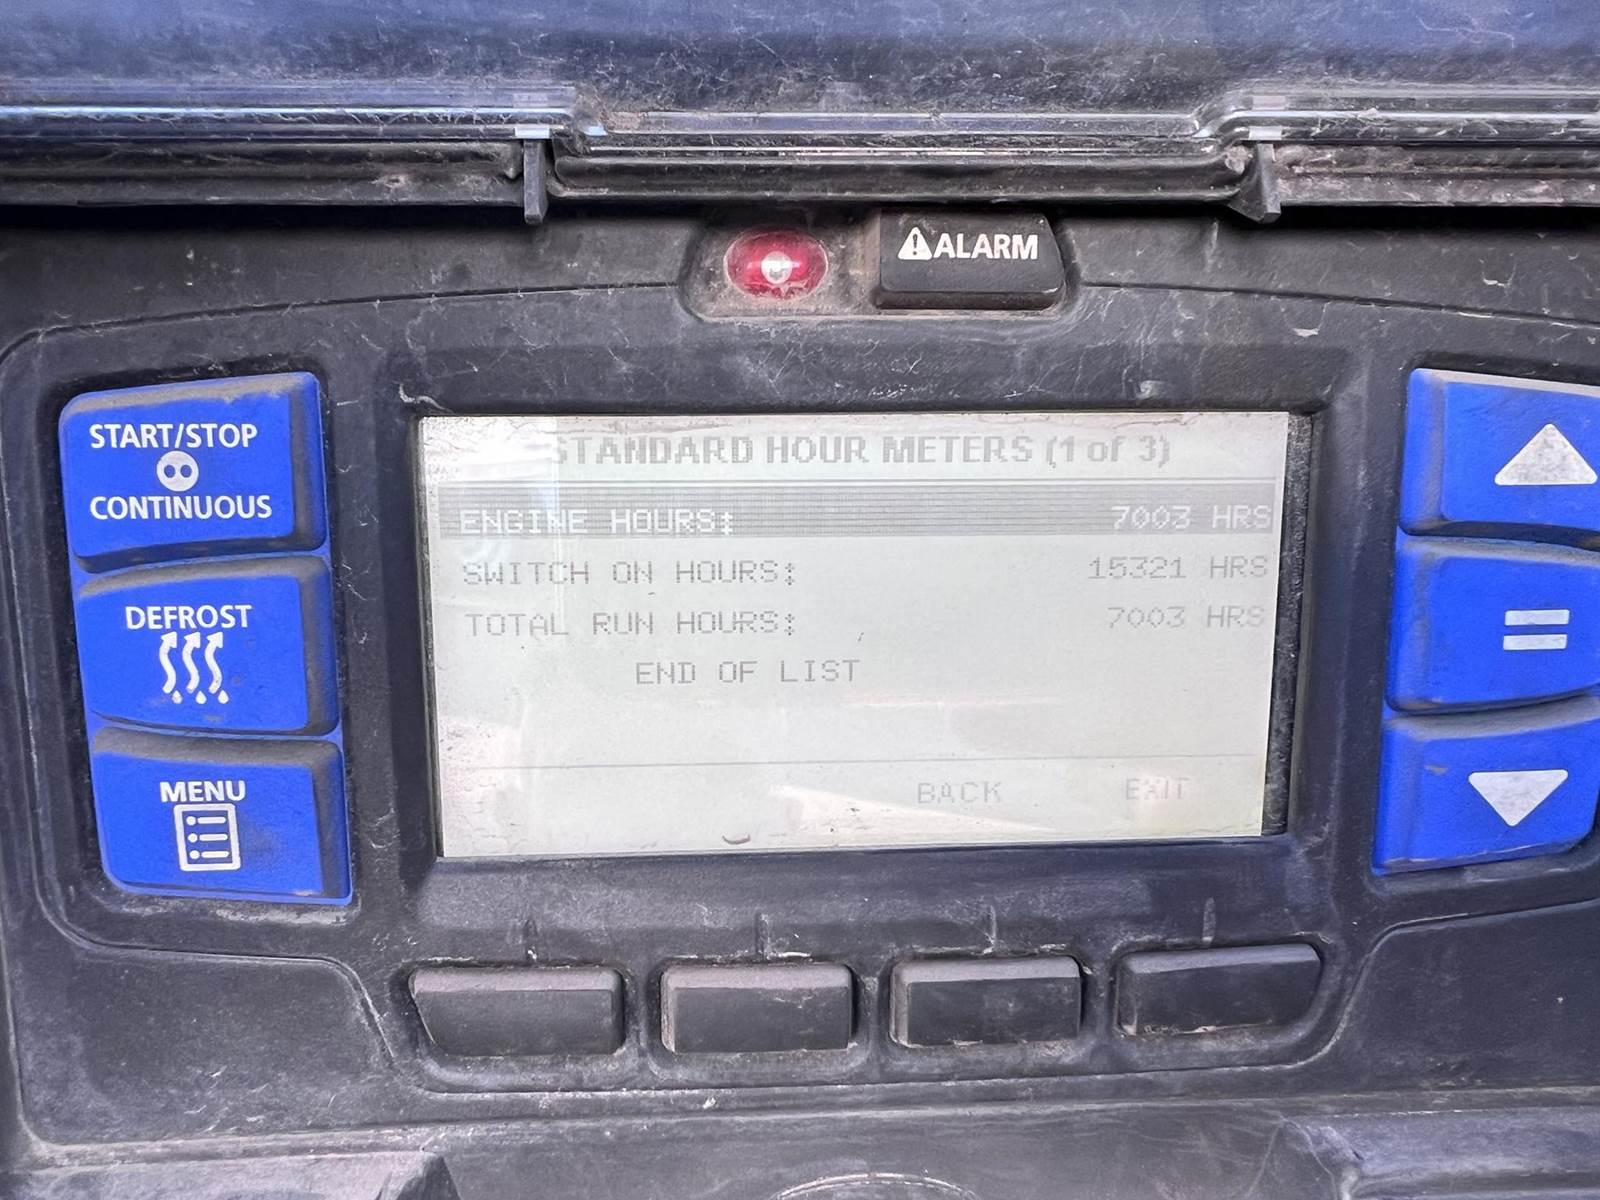 ALARM
START/STOP
CONTINUOUS
DEFROST
MENU
STANDARD HOUR METERS (1 of 3)
ENGINE HOURS: 7003 HRS
SWITCH ON HOURS: 15321 HRS
TOTAL RUN HOURS: 7003 HRS
END OF LIST
BACK EXIT